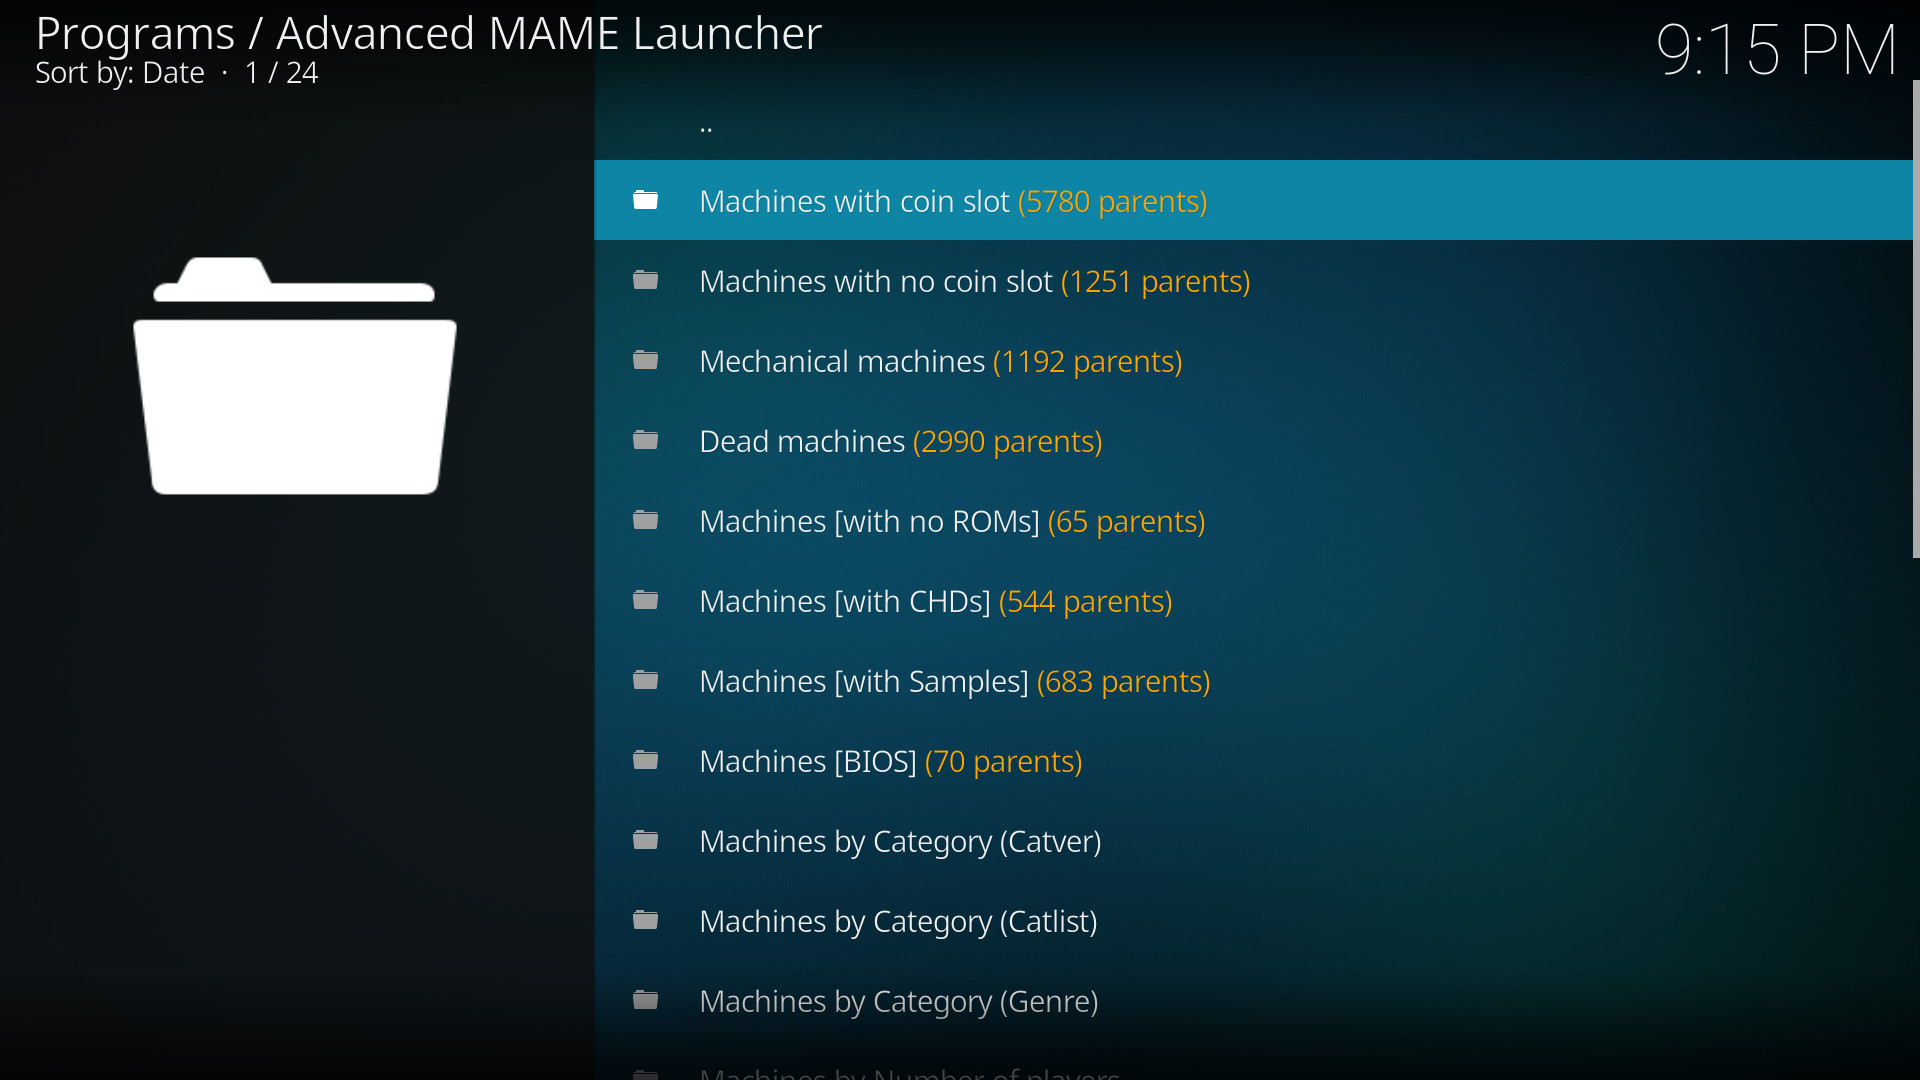 Programs / Advanced MAME Launcher
Sort by: Date · 1 / 24
9:15 PM
..
Machines with coin slot (5780 parents)
Machines with no coin slot (1251 parents)
Mechanical machines (1192 parents)
Dead machines (2990 parents)
Machines [with no ROMs] (65 parents)
Machines [with CHDs] (544 parents)
Machines [with Samples] (683 parents)
Machines [BIOS] (70 parents)
Machines by Category (Catver)
Machines by Category (Catlist)
Machines by Category (Genre)
Machines by Number of players